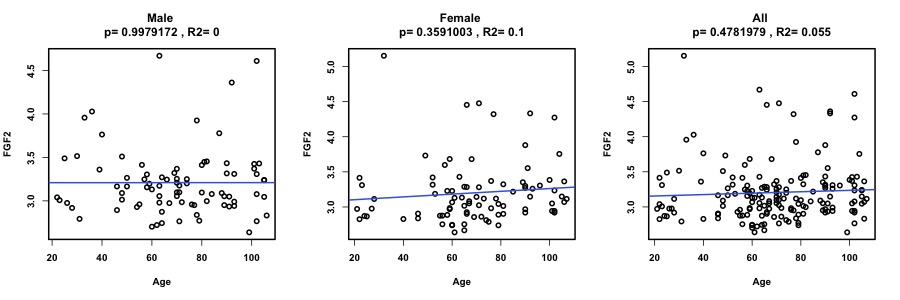 Male
p= 0.9979172 , R2= 0
FGF2
4.5
4.0
3.5
3.0
20 40 60 80 100
Age
Female
p= 0.3591003 , R2= 0.1
FGF2
5.0
4.5
4.0
3.5
3.0
20 40 60 80 100
Age
All
p= 0.4781979 , R2= 0.055
FGF2
5.0
4.5
4.0
3.5
3.0
20 40 60 80 100
Age